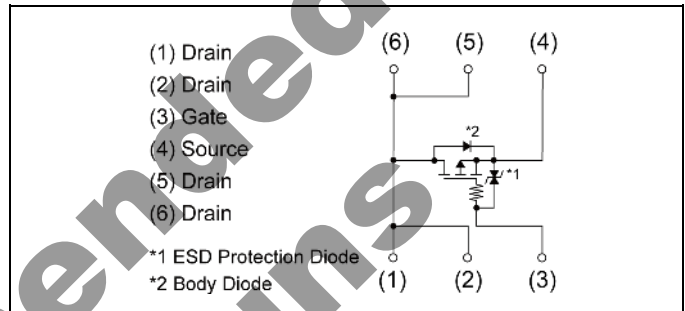 (1) Drain
(2) Drain
(3) Gate
(4) Source
(5) Drain
(6) Drain
*1 ESD Protection Diode
*2 Body Diode
(6) (5) (4)
*2
*1
(1) (2) (3)